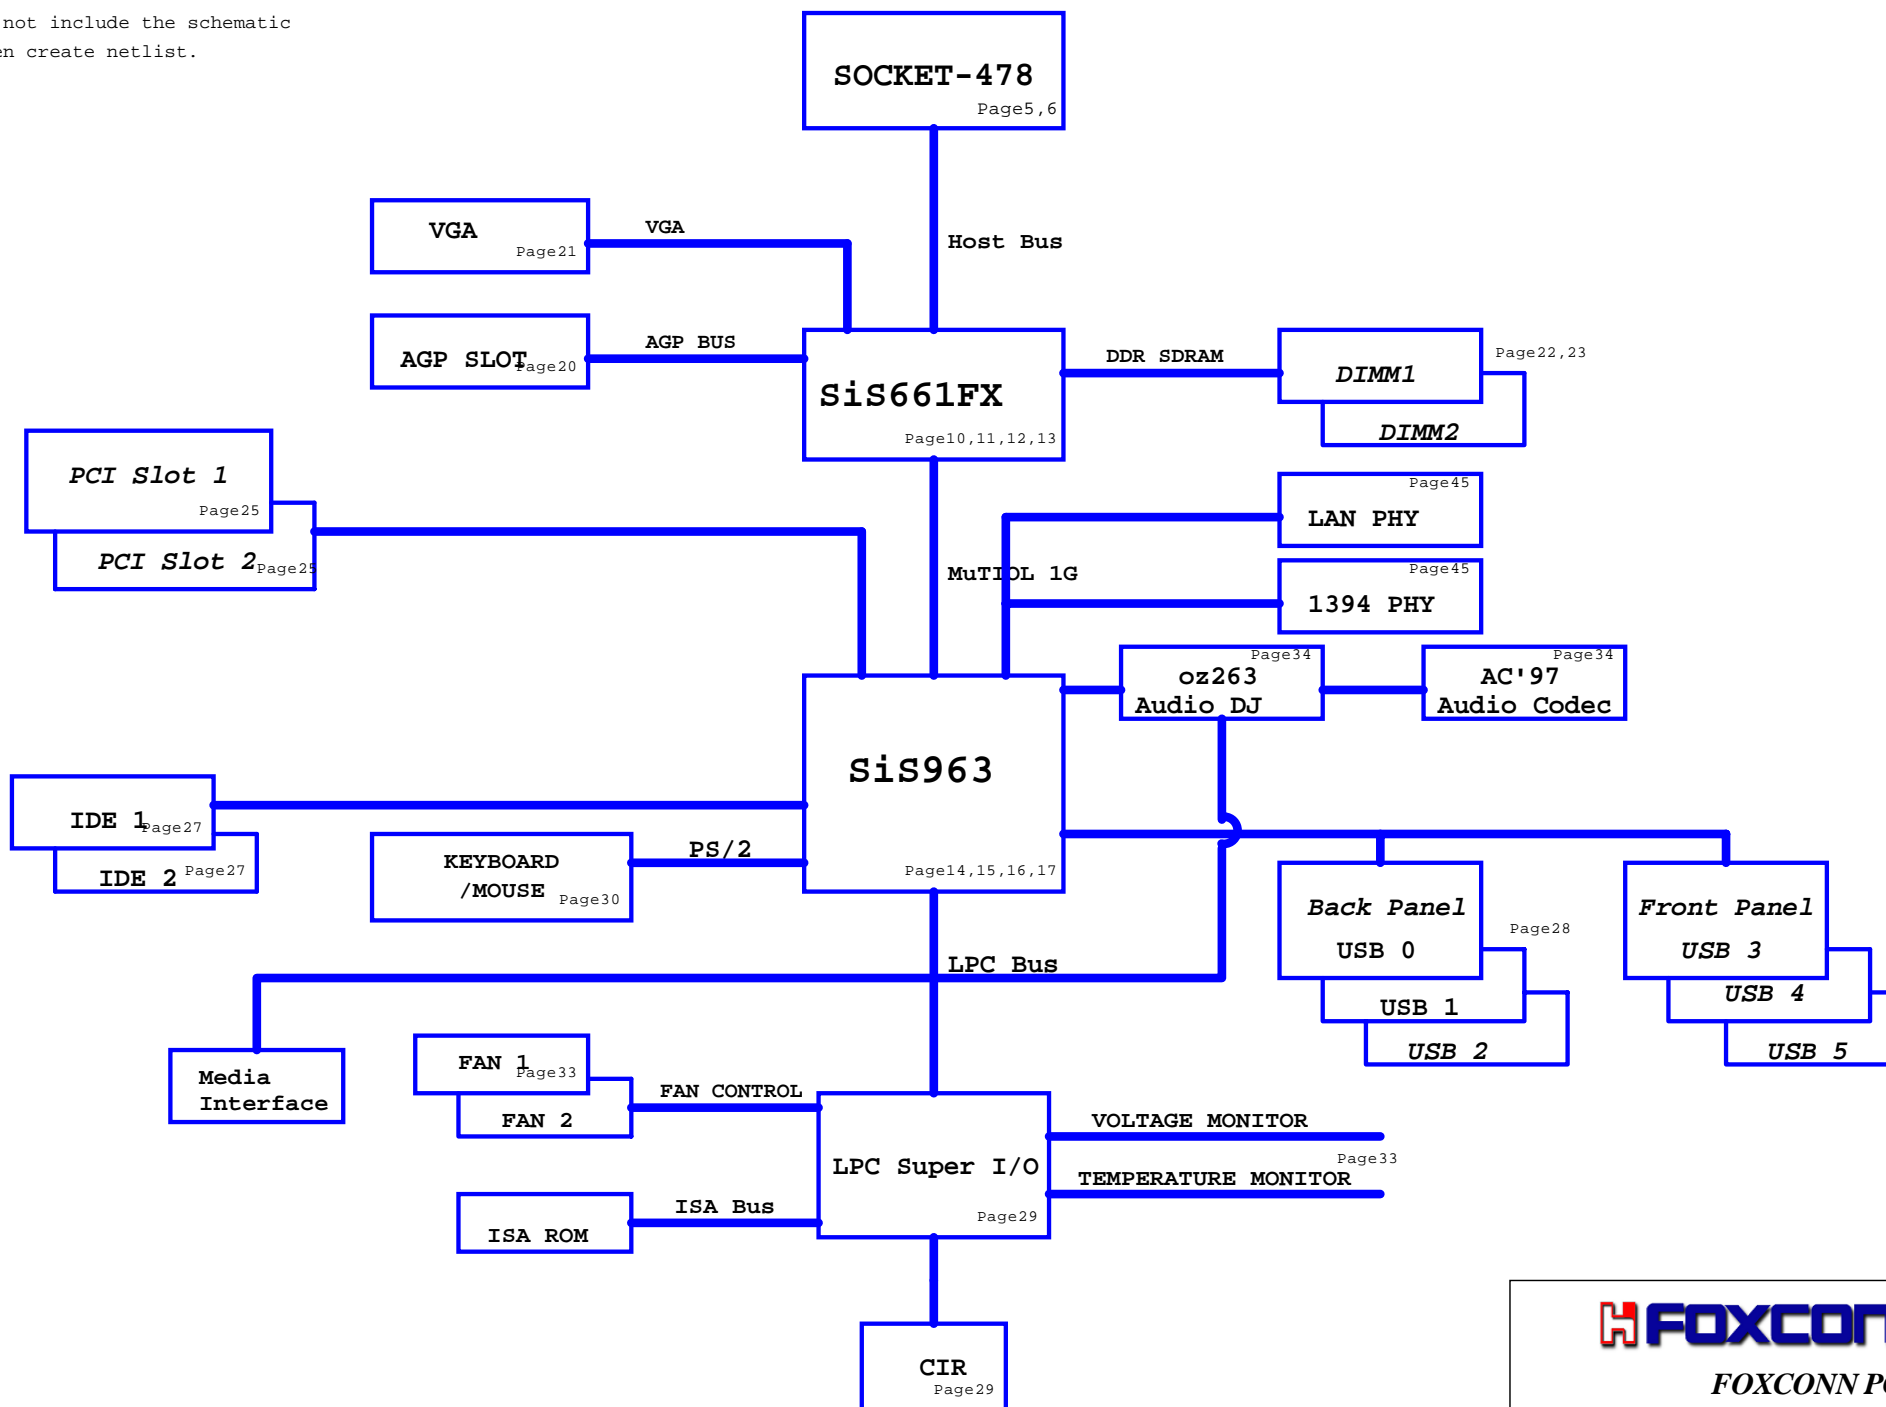 not include the schematic
create netlist.
SOCKET-478
Page5,6
VGA
Page21
VGA
Host Bus
AGP SLOT
Page20
AGP BUS
SiS661FX
Page10,11,12,13
DDR SDRAM
DIMM1
Page22,23
DIMM2
PCI Slot 1
Page25
PCI Slot 2
Page25
MuTIOL 1G
Page45
LAN PHY
Page45
1394 PHY
Page34
oz263
Audio DJ
Page34
AC'97
Audio Codec
SiS963
Page14,15,16,17
IDE 1
Page27
IDE 2
Page27
KEYBOARD
/MOUSE
Page30
PS/2
Back Panel
USB 0
Page28
USB 1
USB 2
Front Panel
USB 3
USB 4
USB 5
LPC Bus
Media
Interface
FAN 1
Page33
FAN 2
FAN CONTROL
LPC Super I/O
Page29
VOLTAGE MONITOR
Page33
TEMPERATURE MONITOR
ISA ROM
ISA Bus
CIR
Page29
FOXCONN